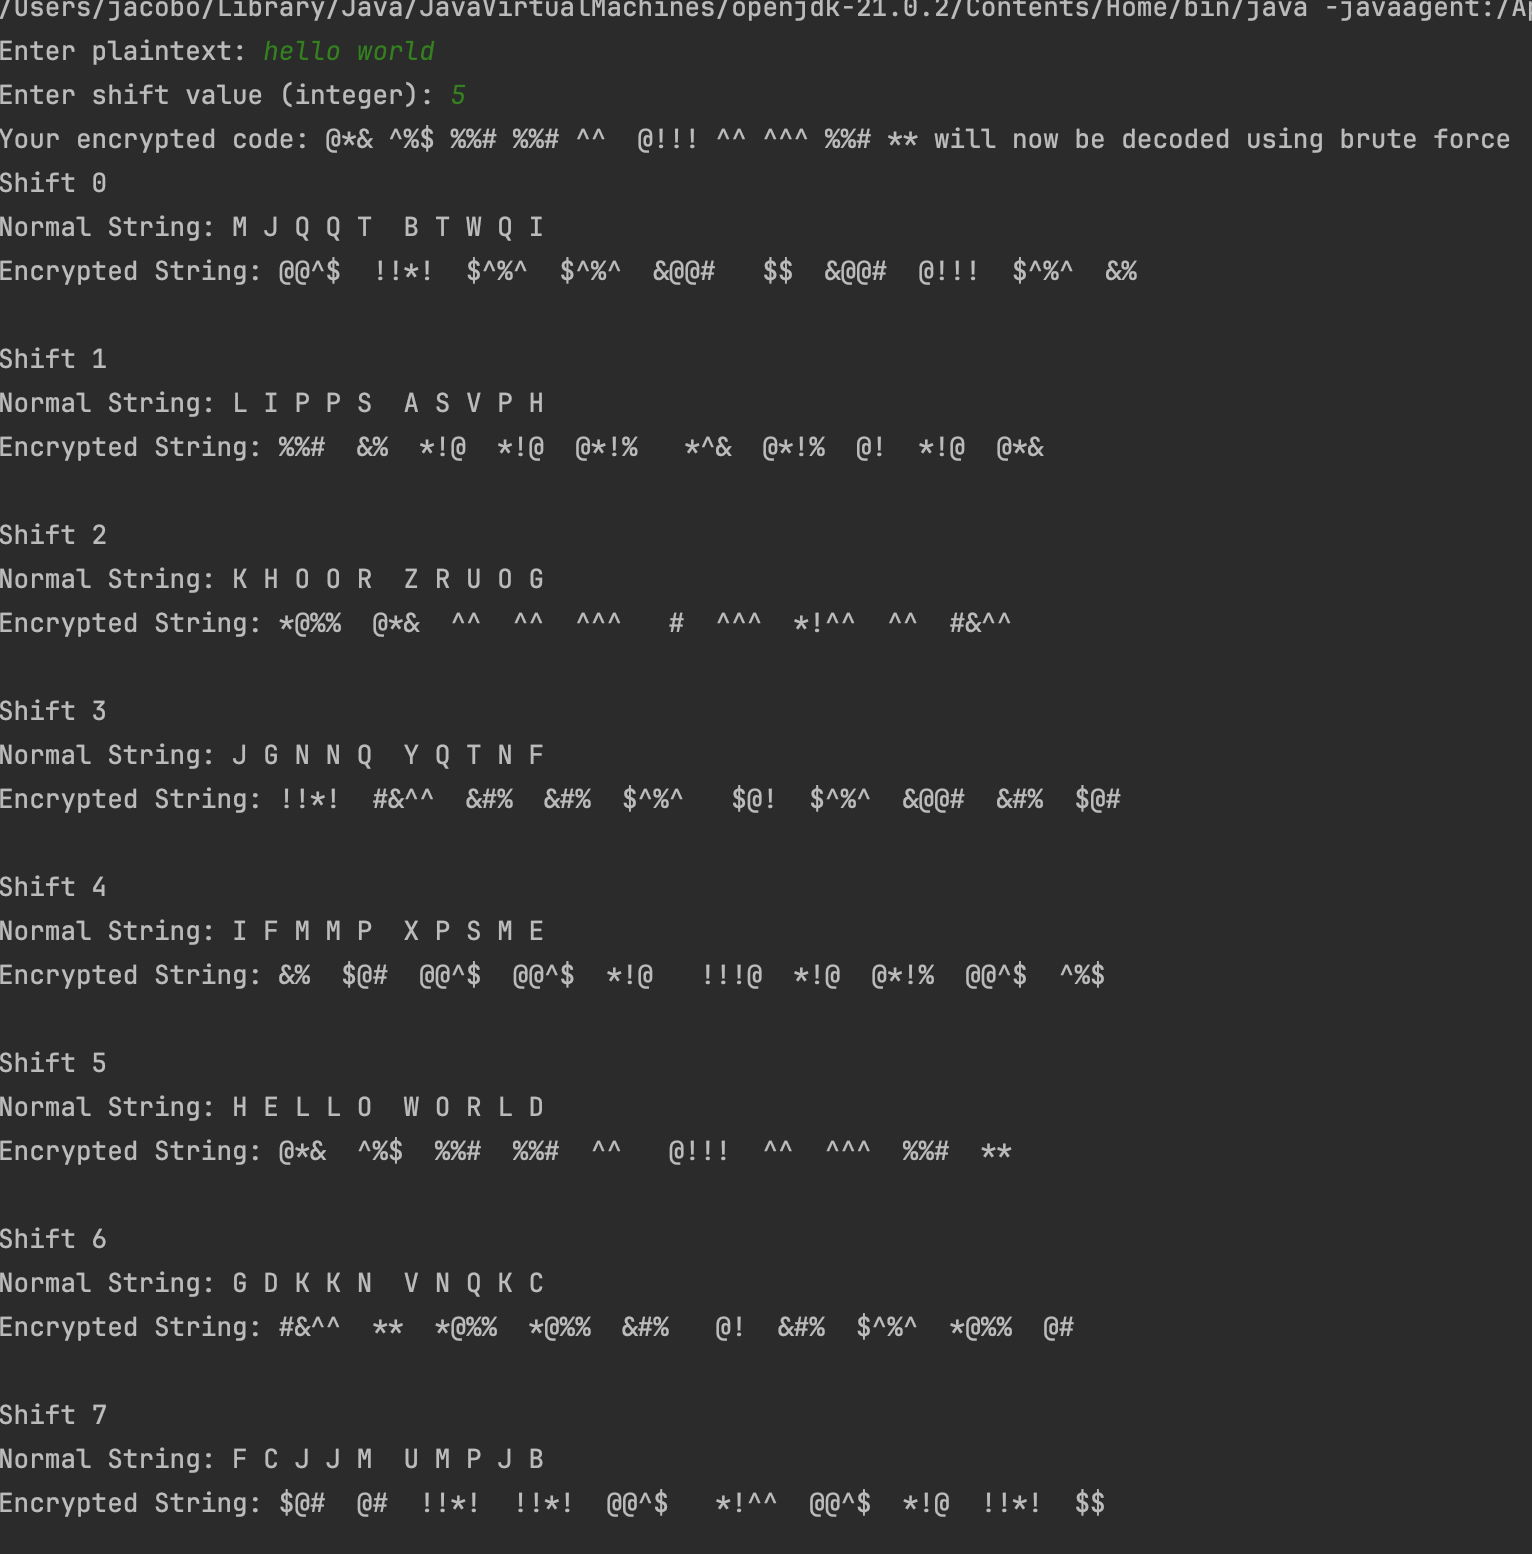 /Users/jacobo/Library/Java/JavaVirtualMachines/openjdk-21.0.2/Contents/Home/bin/java -javaagent:/Ap
Enter plaintext: hello world
Enter shift value (integer): 5
Your encrypted code: @*& ^%$ %%# %%# ^^  @!!! ^^ ^^^ %%# ** will now be decoded using brute force
Shift 0
Normal String: M J Q Q T  B T W Q I
Encrypted String: @@^$  !!*!  $^%^  $^%^  &@@#   $$  &@@#  @!!!  $^%^  &%
Shift 1
Normal String: L I P P S  A S V P H
Encrypted String: %%#  &%  *!@  *!@  @*!%   *^&  @*!%  @!  *!@  @*&
Shift 2
Normal String: K H O O R  Z R U O G
Encrypted String: *@%%  @*&  ^^  ^^  ^^^   #  ^^^  *!^^  ^^  #&^^
Shift 3
Normal String: J G N N Q  Y Q T N F
Encrypted String: !!*!  #&^^  &#%  &#%  $^%^   $@!  $^%^  &@@#  &#%  $@#
Shift 4
Normal String: I F M M P  X P S M E
Encrypted String: &%  $@#  @@^$  @@^$  *!@   !!!@  *!@  @*!%  @@^$  ^%$
Shift 5
Normal String: H E L L O  W O R L D
Encrypted String: @*&  ^%$  %%#  %%#  ^^   @!!!  ^^  ^^^  %%#  **
Shift 6
Normal String: G D K K N  V N Q K C
Encrypted String: #&^^  **  *@%%  *@%%  &#%   @!  &#%  $^%^  *@%%  @#
Shift 7
Normal String: F C J J M  U M P J B
Encrypted String: $@#  @#  !!*!  !!*!  @@^$   *!^^  @@^$  *!@  !!*!  $$